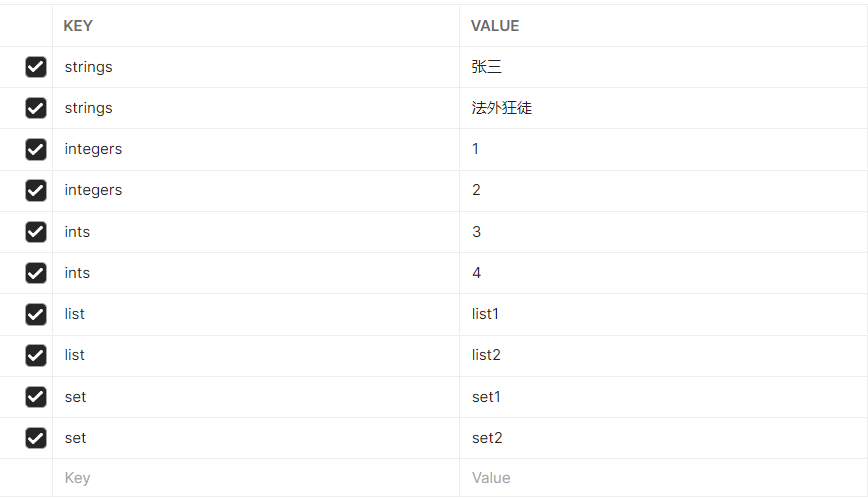 KEY VALUE
strings 张三
strings 法外狂徒
integers 1
integers 2
ints 3
ints 4
list list1
list list2
set set1
set set2
Key Value